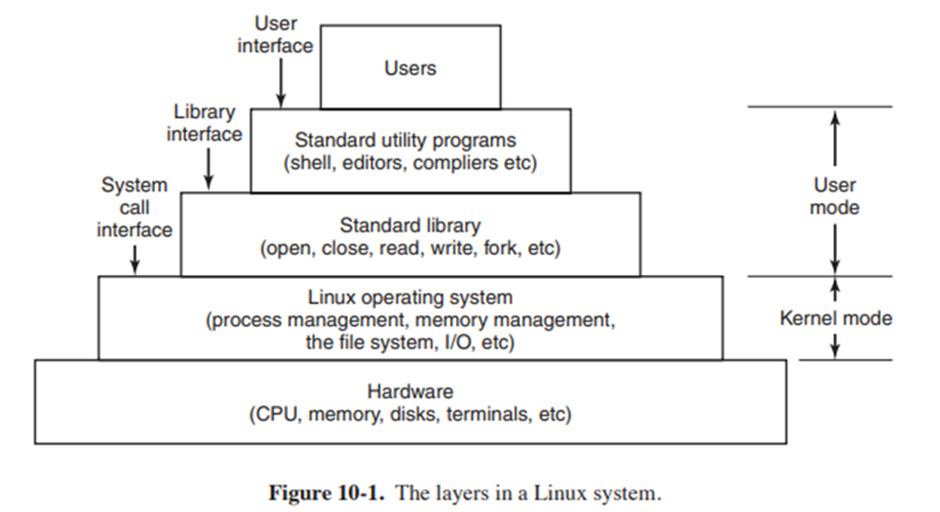 User
interface
Users
Library
interface
Standard utility programs
(shell, editors, compliers etc)
System
call
interface
User
mode
Standard library
(open, close, read, write, fork, etc)
Linux operating system
(process management, memory management,
the file system, I/O, etc)
Kernel mode
Hardware
(CPU, memory, disks, terminals, etc)
Figure 10-1. The layers in a Linux system.